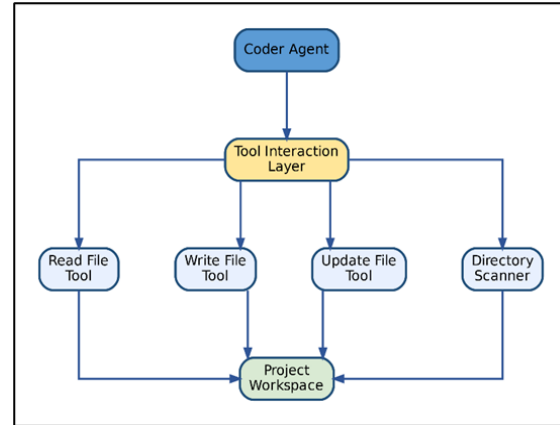 Coder Agent
Tool Interaction
Layer
Read File
Tool
Write File
Tool
Update File
Tool
Directory
Scanner
Project
Workspace